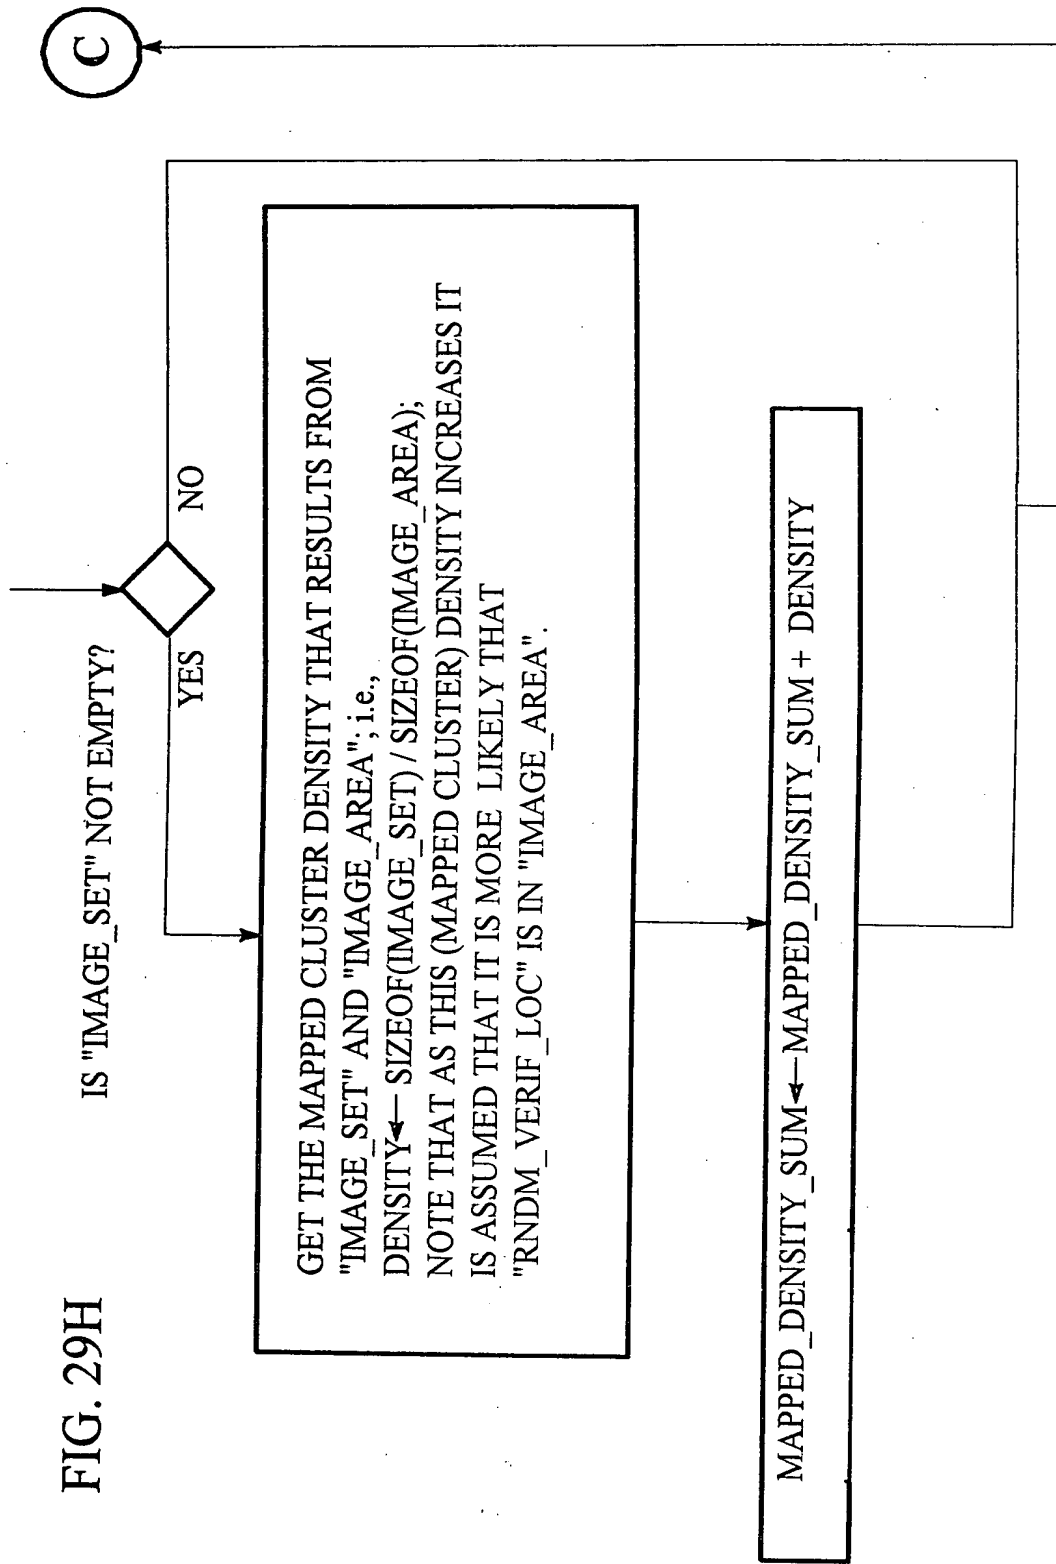 FIG. 29H
C
IS "IMAGE_SET" NOT EMPTY?
YES
NO
GET THE MAPPED CLUSTER DENSITY THAT RESULTS FROM
"IMAGE_SET" AND "IMAGE_AREA"; i.e.,
DENSITY ← SIZEOF(IMAGE_SET) / SIZEOF(IMAGE_AREA);
NOTE THAT AS THIS (MAPPED CLUSTER) DENSITY INCREASES IT
IS ASSUMED THAT IT IS MORE LIKELY THAT
"RNDM_VERIF_LOC" IS IN "IMAGE_AREA".
MAPPED_DENSITY_SUM ← MAPPED_DENSITY_SUM + DENSITY